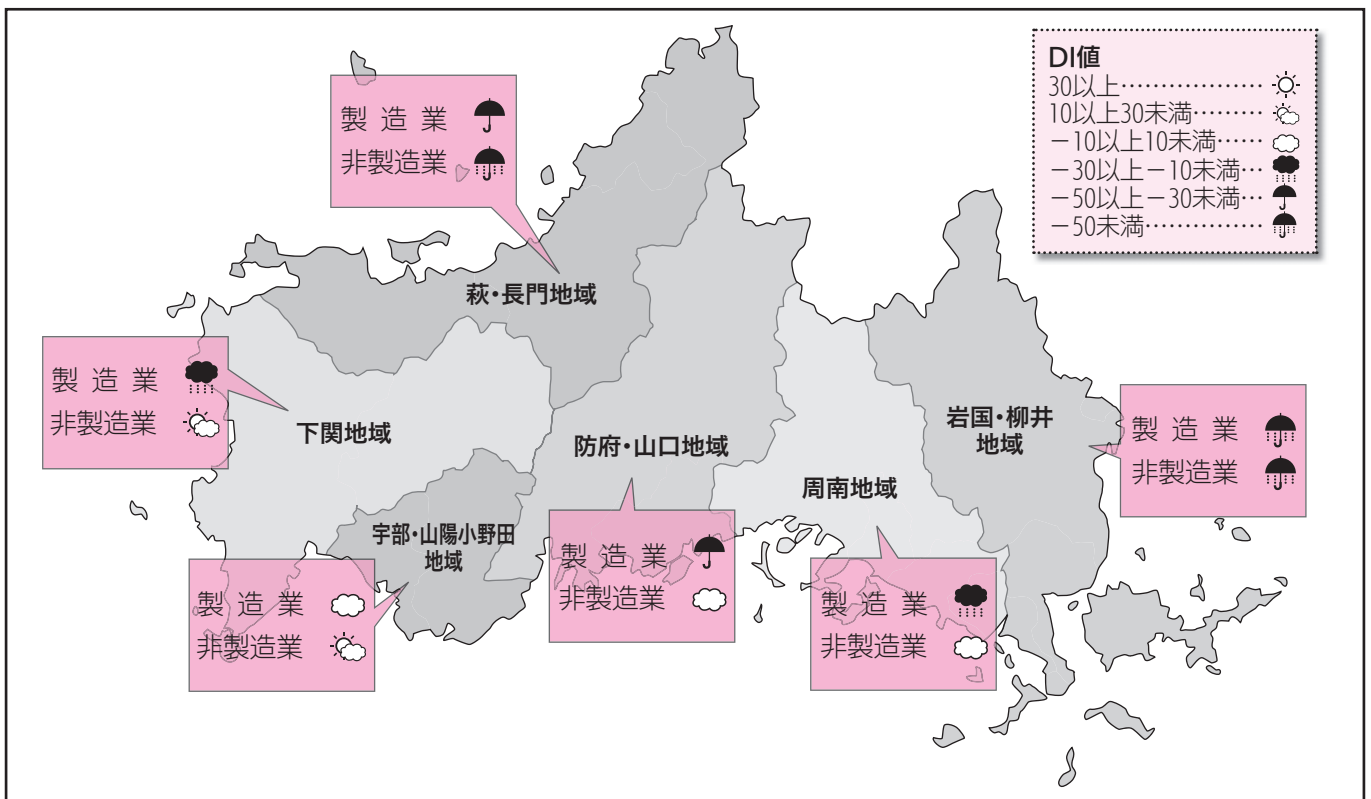 DI値
30以上………………
10以上30未満………
－10以上10未満……
－30以上－10未満…
－50以上－30未満…
－50未満……………
製造業
非製造業
萩・長門地域
製造業
非製造業
下関地域
宇部・山陽小野田
地域
製造業
非製造業
防府・山口地域
製造業
非製造業
周南地域
製造業
非製造業
岩国・柳井
地域
製造業
非製造業